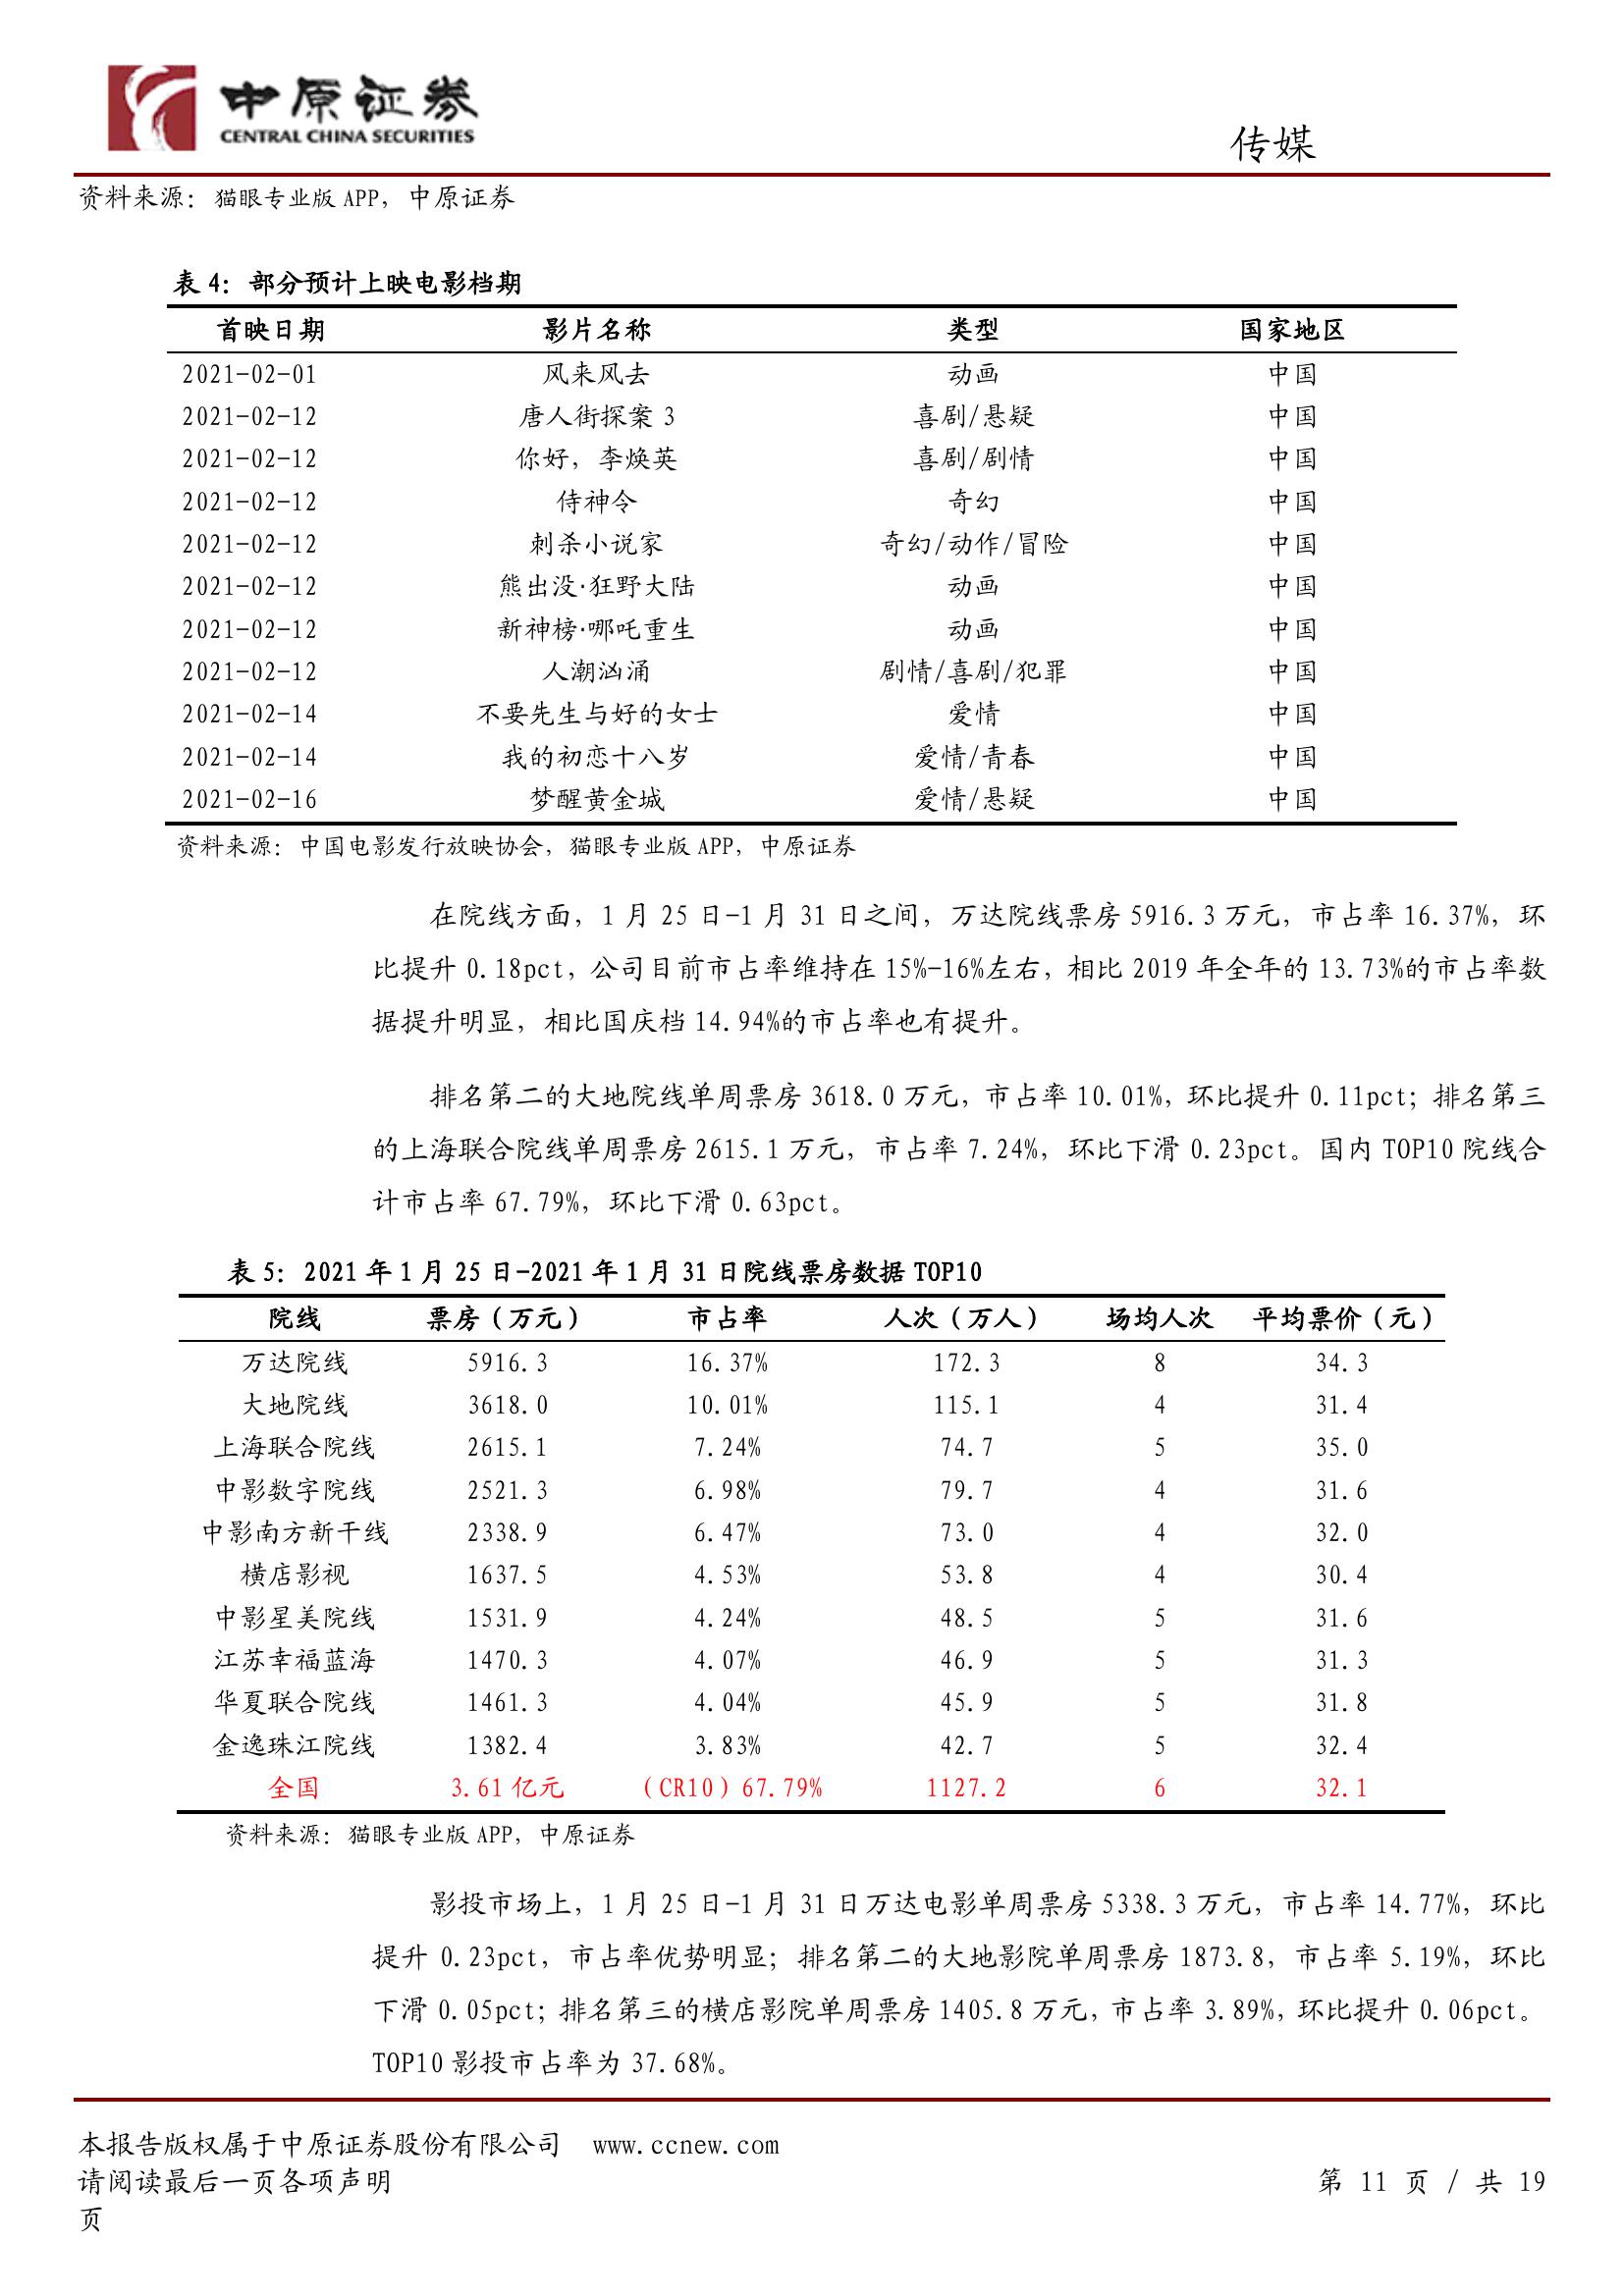 中原证券
CENTRAL CHINA SECURITIES
传媒
资料来源：猫眼专业版 APP，中原证券
表 4：部分预计上映电影档期
首映日期 影片名称 类型 国家地区
2021-02-01 风来风去 动画 中国
2021-02-12 唐人街探案 3 喜剧/悬疑 中国
2021-02-12 你好，李焕英 喜剧/剧情 中国
2021-02-12 侍神令 奇幻 中国
2021-02-12 刺杀小说家 奇幻/动作/冒险 中国
2021-02-12 熊出没·狂野大陆 动画 中国
2021-02-12 新神榜·哪吒重生 动画 中国
2021-02-12 人潮汹涌 剧情/喜剧/犯罪 中国
2021-02-14 不要先生与好的女士 爱情 中国
2021-02-14 我的初恋十八岁 爱情/青春 中国
2021-02-16 梦醒黄金城 爱情/悬疑 中国
资料来源：中国电影发行放映协会，猫眼专业版 APP，中原证券
在院线方面，1 月 25 日-1 月 31 日之间，万达院线票房 5916.3 万元，市占率 16.37%，环
比提升 0.18pct，公司目前市占率维持在 15%-16%左右，相比 2019 年全年的 13.73%的市占率数
据提升明显，相比国庆档 14.94%的市占率也有提升。
排名第二的大地院线单周票房 3618.0 万元，市占率 10.01%，环比提升 0.11pct；排名第三
的上海联合院线单周票房 2615.1 万元，市占率 7.24%，环比下滑 0.23pct。国内 TOP10 院线合
计市占率 67.79%，环比下滑 0.63pct。
表 5：2021 年 1 月 25 日-2021 年 1 月 31 日院线票房数据 TOP10
院线 票房（万元） 市占率 人次（万人） 场均人次 平均票价（元）
万达院线 5916.3 16.37% 172.3 8 34.3
大地院线 3618.0 10.01% 115.1 4 31.4
上海联合院线 2615.1 7.24% 74.7 5 35.0
中影数字院线 2521.3 6.98% 79.7 4 31.6
中影南方新干线 2338.9 6.47% 73.0 4 32.0
横店影视 1637.5 4.53% 53.8 4 30.4
中影星美院线 1531.9 4.24% 48.5 5 31.6
江苏幸福蓝海 1470.3 4.07% 46.9 5 31.3
华夏联合院线 1461.3 4.04% 45.9 5 31.8
金逸珠江院线 1382.4 3.83% 42.7 5 32.4
全国 3.61 亿元 （CR10）67.79% 1127.2 6 32.1
资料来源：猫眼专业版 APP，中原证券
影投市场上，1 月 25 日-1 月 31 日万达电影单周票房 5338.3 万元，市占率 14.77%，环比
提升 0.23pct，市占率优势明显；排名第二的大地影院单周票房 1873.8，市占率 5.19%，环比
下滑 0.05pct；排名第三的横店影院单周票房 1405.8 万元，市占率 3.89%，环比提升 0.06pct。
TOP10 影投市占率为 37.68%。
本报告版权属于中原证券股份有限公司 www.ccnew.com
请阅读最后一页各项声明 第 11 页 / 共 19
页